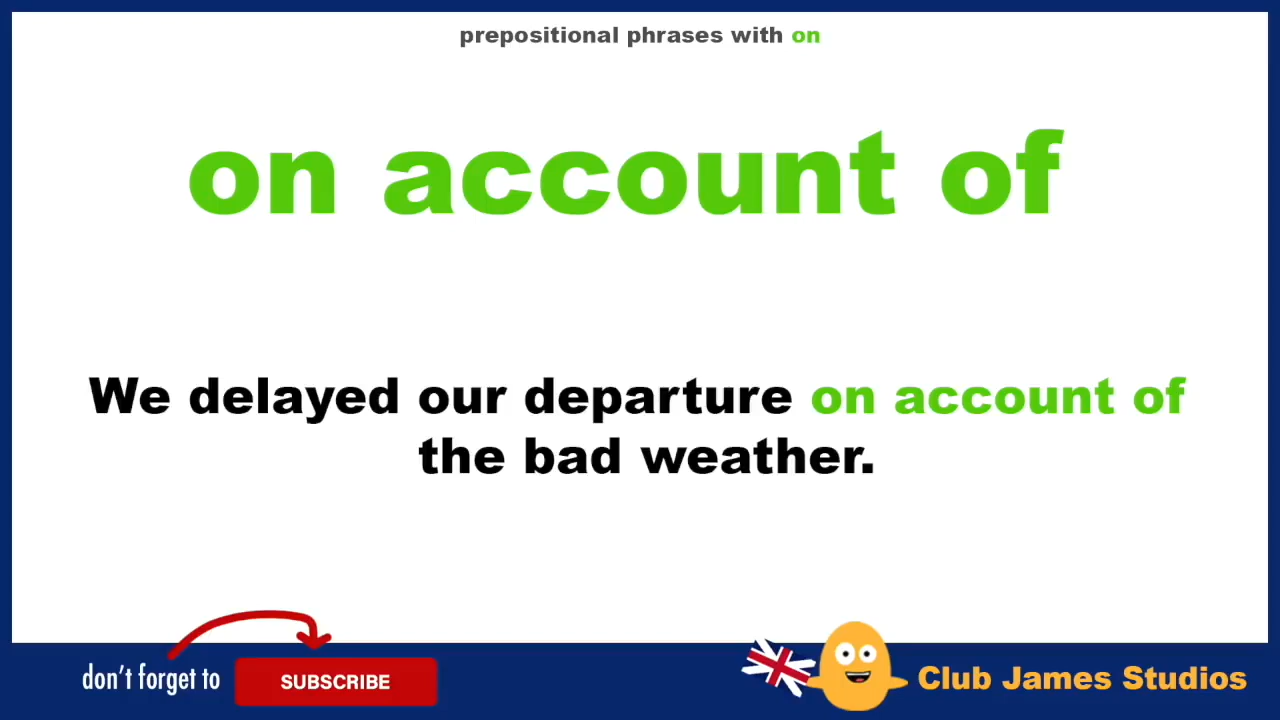 prepositional phrases with on
on account of
We delayed our departure on account of
the bad weather.
don't forget to
SUBSCRIBE
Club James Studios